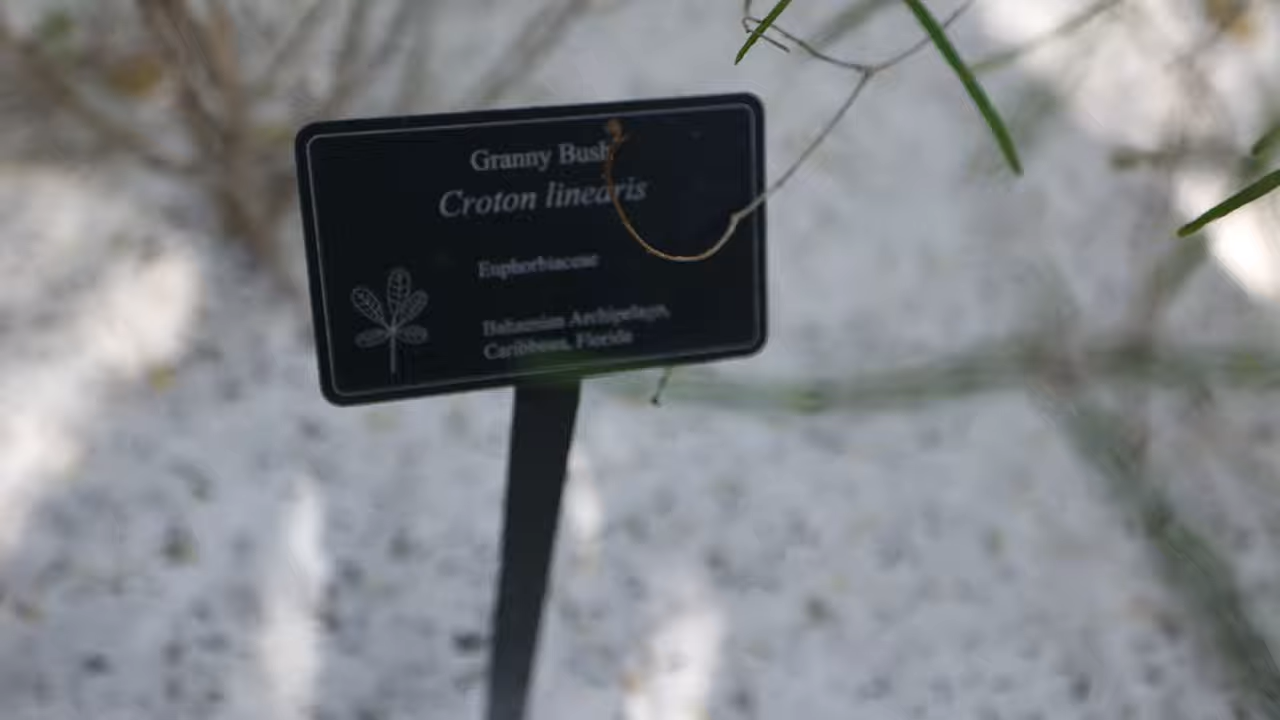 Granny Bush
Croton linearis
Euphorbiaceae
Bahamian Archipelago,
Caribbean, Florida